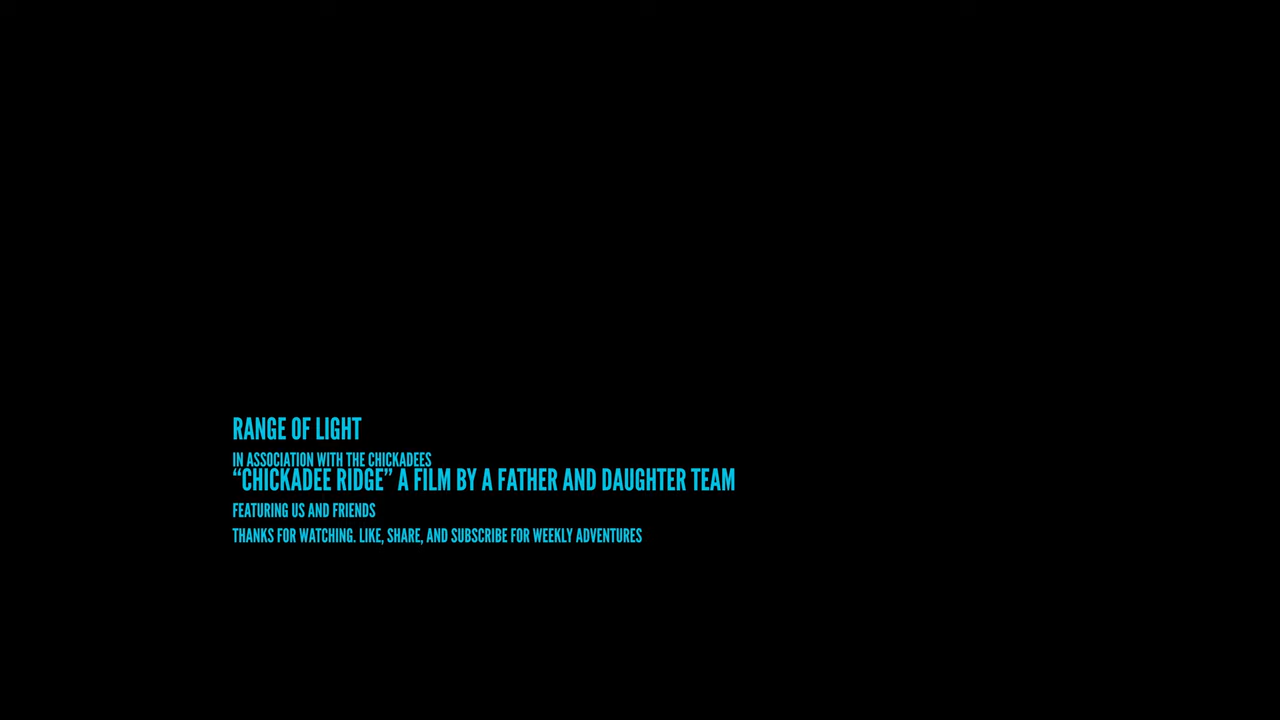 RANGE OF LIGHT
IN ASSOCIATION WITH THE CHICKADEES
“CHICKADEE RIDGE” A FILM BY A FATHER AND DAUGHTER TEAM
FEATURING US AND FRIENDS
THANKS FOR WATCHING. LIKE, SHARE, AND SUBSCRIBE FOR WEEKLY ADVENTURES